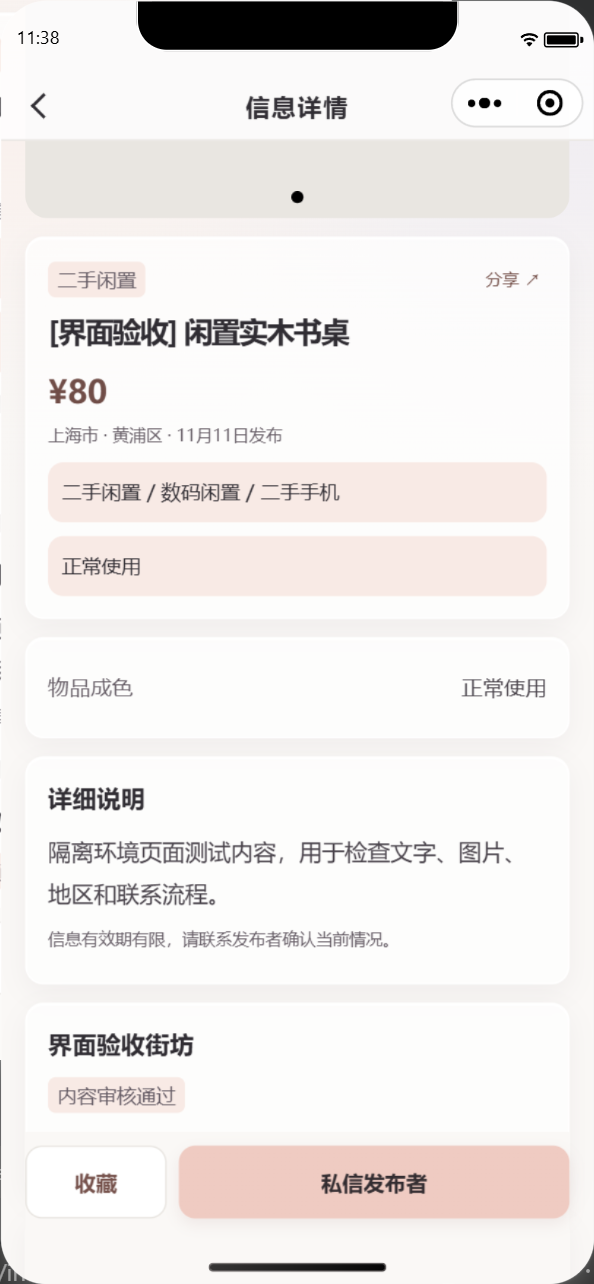 11:38
信息详情
二手闲置
分享 ↗
[界面验收] 闲置实木书桌
¥80
上海市 · 黄浦区 · 11月11日发布
二手闲置 / 数码闲置 / 二手手机
正常使用
物品成色
正常使用
详细说明
隔离环境页面测试内容，用于检查文字、图片、
地区和联系流程。
信息有效期有限，请联系发布者确认当前情况。
界面验收街坊
内容审核通过
收藏
私信发布者